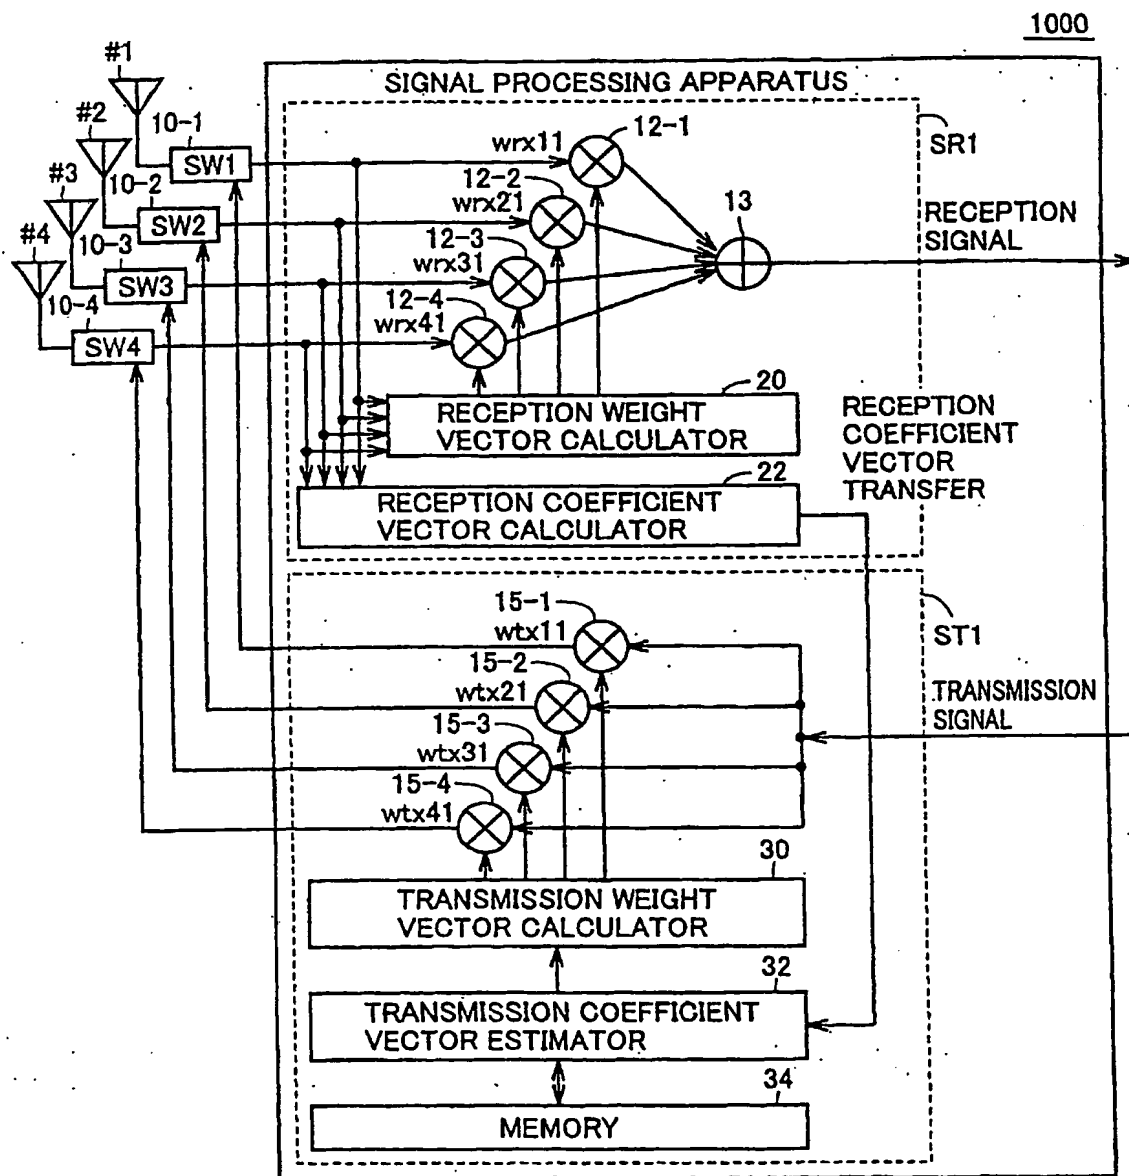 1000
#1
SIGNAL PROCESSING APPARATUS
#2
10-1
wrx11
12-1
SR1
SW1
#3
10-2
12-2
wrx21
13
RECEPTION
SIGNAL
SW2
#4
10-3
12-3
wrx31
SW3
10-4
12-4
wrx41
SW4
20
RECEPTION WEIGHT
VECTOR CALCULATOR
RECEPTION
COEFFICIENT
VECTOR
TRANSFER
22
RECEPTION COEFFICIENT
VECTOR CALCULATOR
15-1
wtx11
ST1
15-2
wtx21
TRANSMISSION
SIGNAL
15-3
wtx31
15-4
wtx41
30
TRANSMISSION WEIGHT
VECTOR CALCULATOR
32
TRANSMISSION COEFFICIENT
VECTOR ESTIMATOR
34
MEMORY